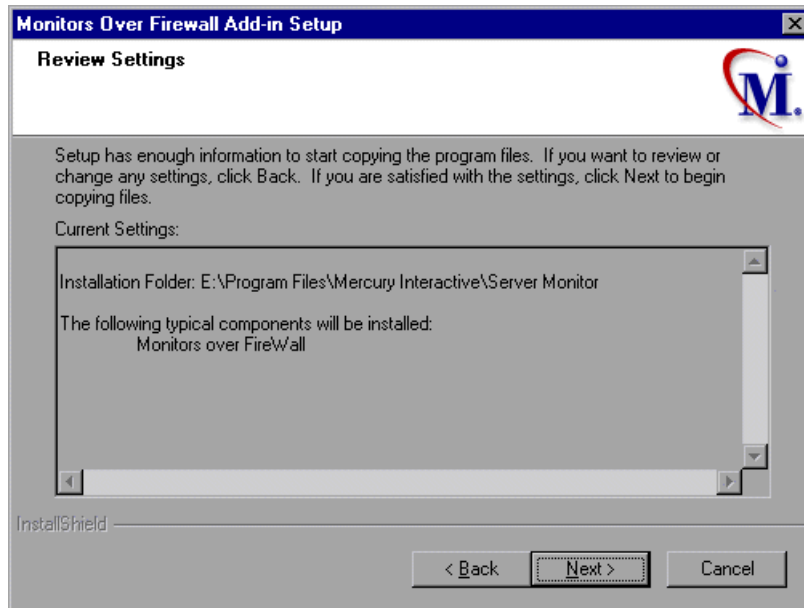 Monitors Over Firewall Add-in Setup
Review Settings
M.
Setup has enough information to start copying the program files. If you want to review or
change any settings, click Back. If you are satisfied with the settings, click Next to begin
copying files.
Current Settings:
Installation Folder: E:\Program Files\Mercury Interactive\Server Monitor
The following typical components will be installed:
Monitors over FireWall
InstallShield
< Back Next > Cancel